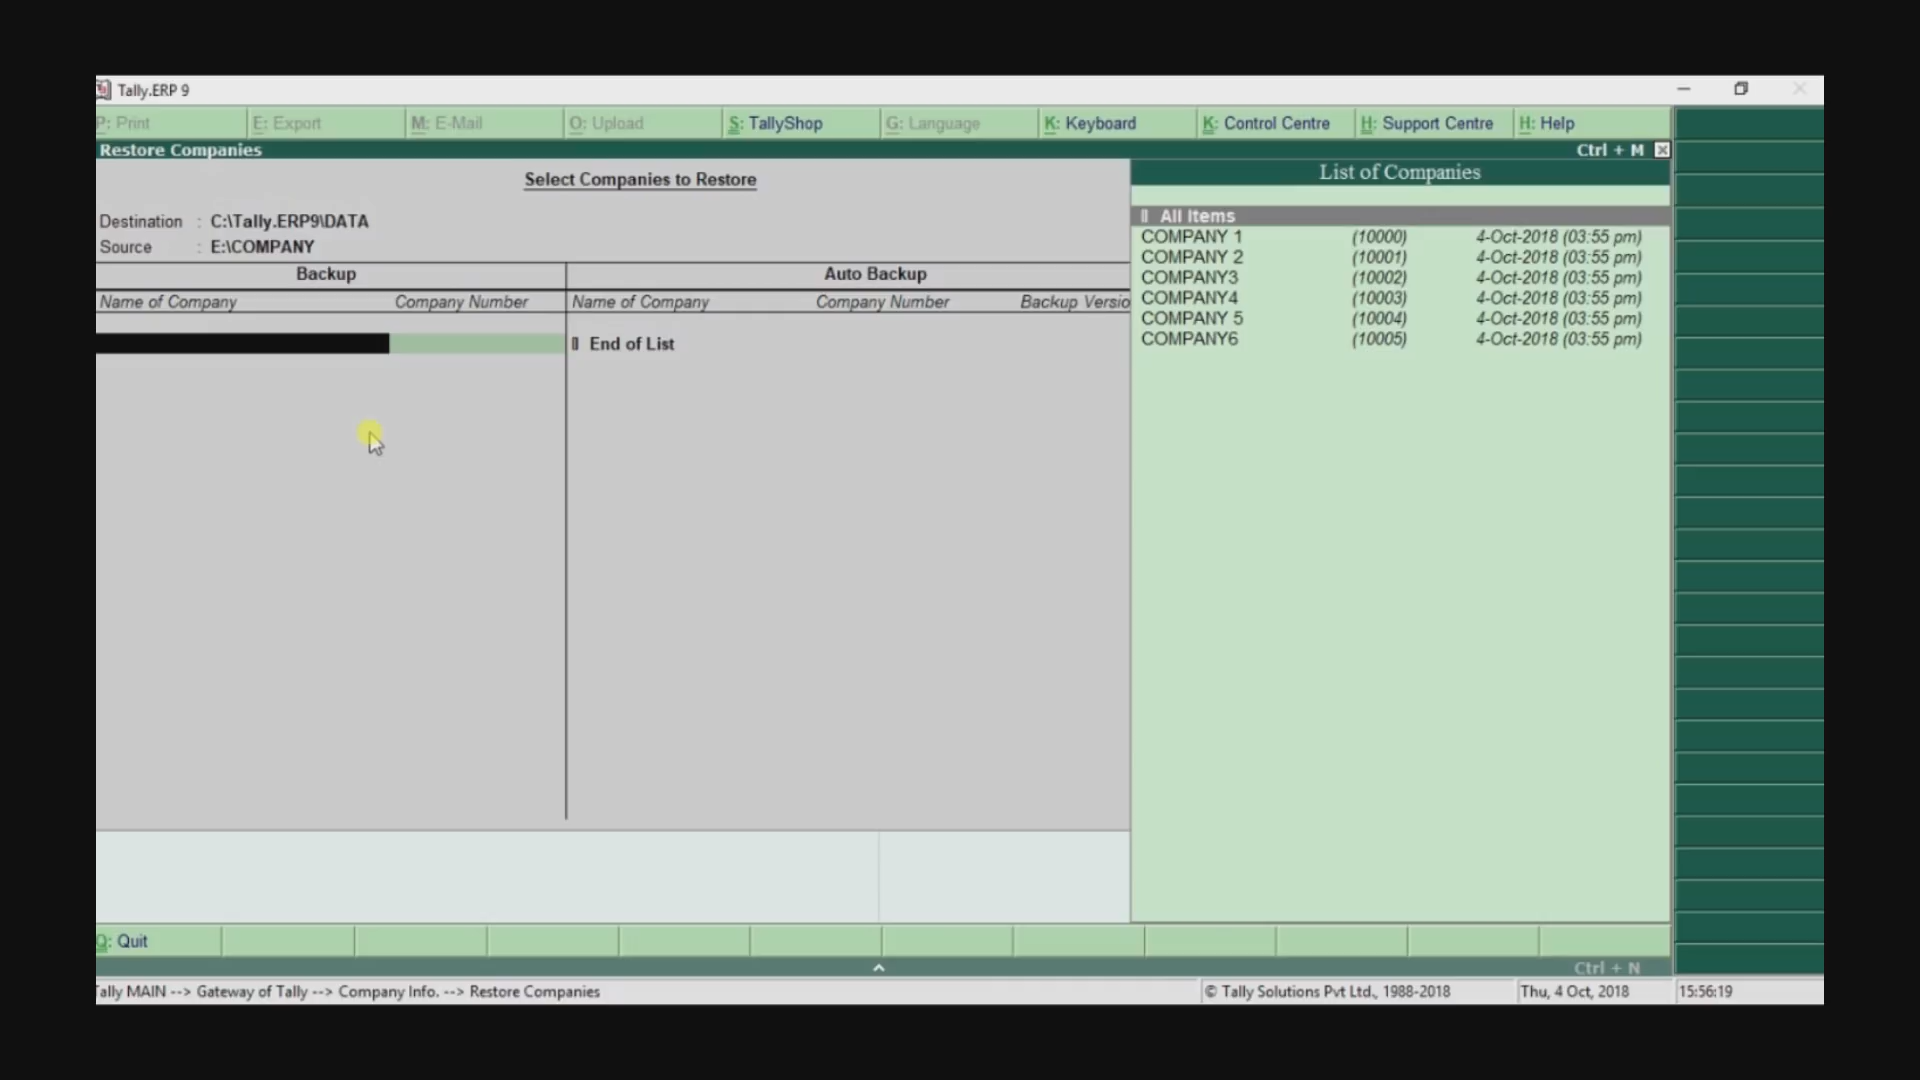 Tally.ERP 9
P: Print E: Export M: E-Mail O: Upload S: TallyShop G: Language K: Keyboard K: Control Centre H: Support Centre H: Help
Restore Companies Ctrl + M
Select Companies to Restore
Destination : C:\Tally.ERP9\DATA
Source : E:\COMPANY
Backup Auto Backup
Name of Company Company Number Name of Company Company Number Backup Versio
End of List
List of Companies
All Items
COMPANY 1 (10000) 4-Oct-2018 (03:55 pm)
COMPANY 2 (10001) 4-Oct-2018 (03:55 pm)
COMPANY3 (10002) 4-Oct-2018 (03:55 pm)
COMPANY4 (10003) 4-Oct-2018 (03:55 pm)
COMPANY 5 (10004) 4-Oct-2018 (03:55 pm)
COMPANY6 (10005) 4-Oct-2018 (03:55 pm)
Q: Quit
Ctrl + N
Tally MAIN --> Gateway of Tally --> Company Info. --> Restore Companies © Tally Solutions Pvt Ltd., 1988-2018 Thu, 4 Oct, 2018 15:56:19